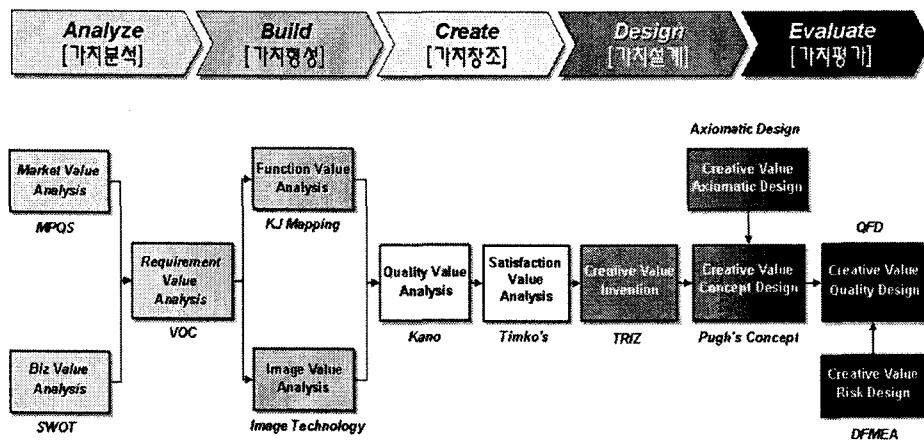 Analyze
[가치분석]
Build
[가치형성]
Create
[가치창조]
Design
[가치설계]
Evaluate
[가치평가]
Axiomatic Design
Market Value
Analysis
MPQS
Function Value
Analysis
KJ Mapping
Creative Value
Axiomatic Design
QFD
Requirement
Value
Analysis
VOC
Quality Value
Analysis
Kano
Satisfaction
Value
Analysis
Timko's
Creative Value
Invention
TRIZ
Creative Value
Concept Design
Pugh's Concept
Creative Value
Quality Design
Biz Value
Analysis
SWOT
Image Value
Analysis
Image Technology
Creative Value
Risk Design
DFMEA